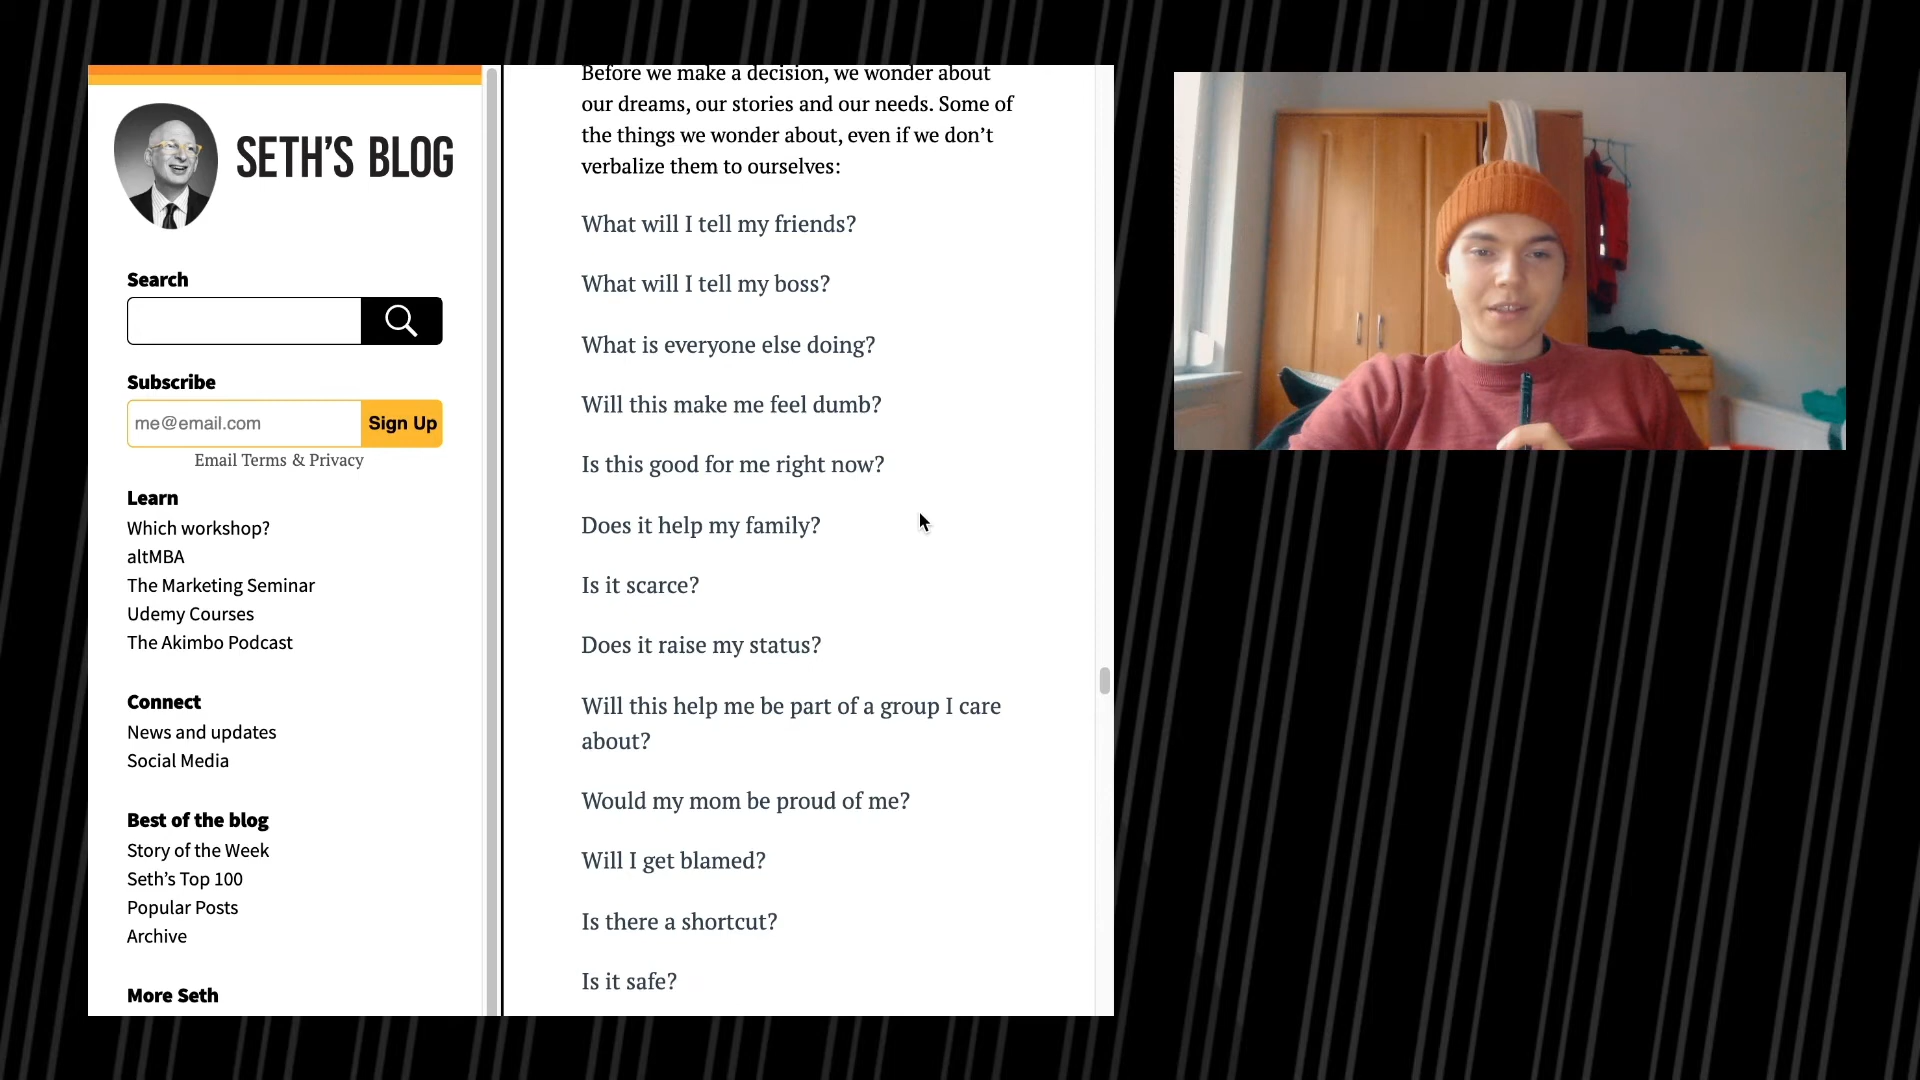 SETH'S BLOG
Search
Subscribe
me@email.com
Sign Up
Email Terms & Privacy
Learn
Which workshop?
altMBA
The Marketing Seminar
Udemy Courses
The Akimbo Podcast
Connect
News and updates
Social Media
Best of the blog
Story of the Week
Seth's Top 100
Popular Posts
Archive
More Seth
Before we make a decision, we wonder about
our dreams, our stories and our needs. Some of
the things we wonder about, even if we don't
verbalize them to ourselves:
What will I tell my friends?
What will I tell my boss?
What is everyone else doing?
Will this make me feel dumb?
Is this good for me right now?
Does it help my family?
Is it scarce?
Does it raise my status?
Will this help me be part of a group I care
about?
Would my mom be proud of me?
Will I get blamed?
Is there a shortcut?
Is it safe?